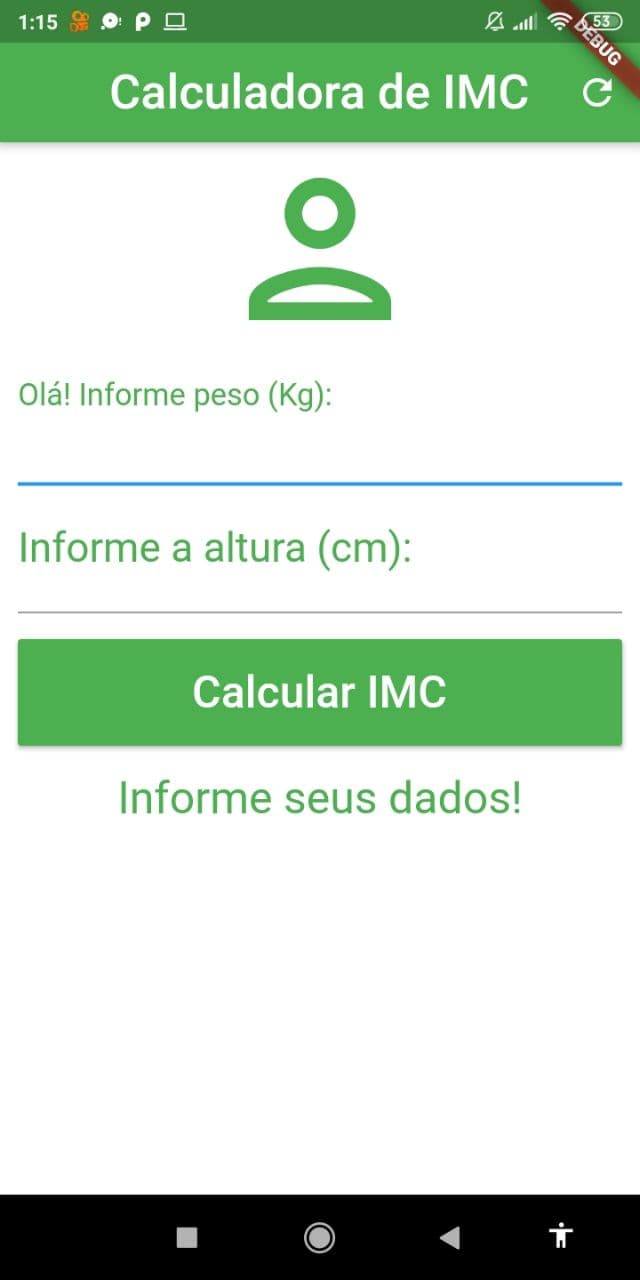 1:15
53
DEBUG
Calculadora de IMC
Olá! Informe peso (Kg):
Informe a altura (cm):
Calcular IMC
Informe seus dados!